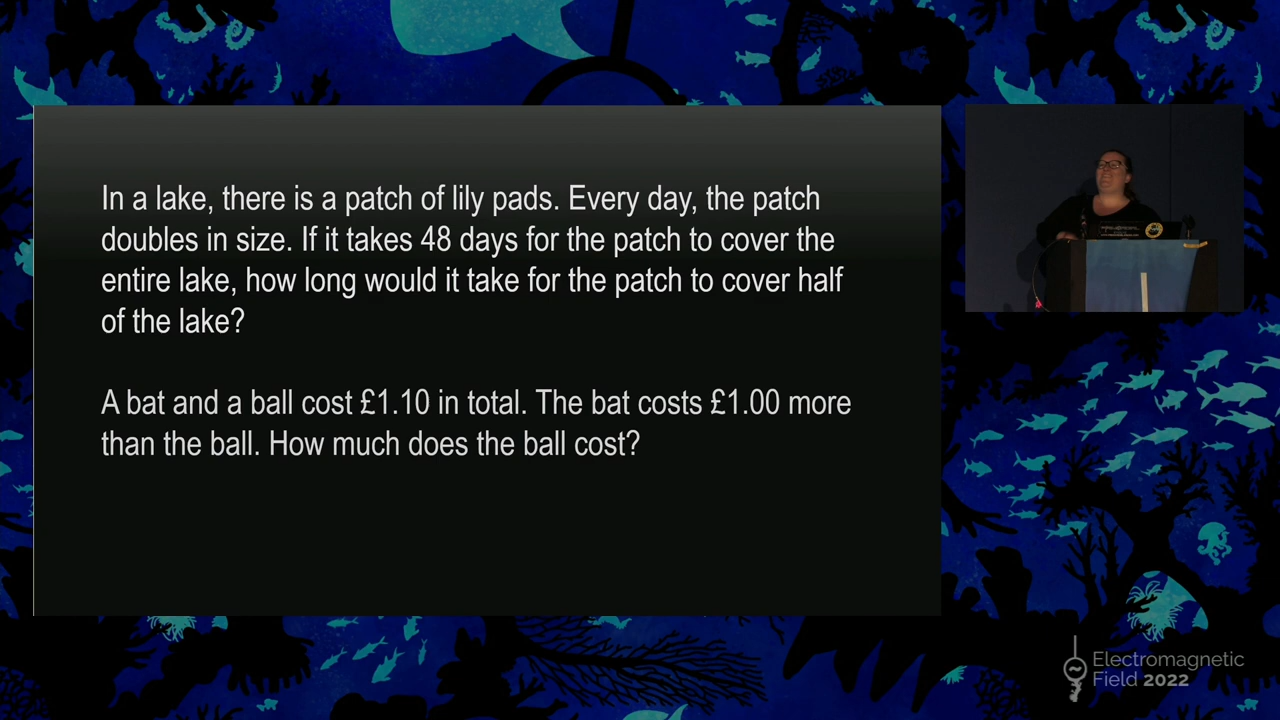 In a lake, there is a patch of lily pads. Every day, the patch
doubles in size. If it takes 48 days for the patch to cover the
entire lake, how long would it take for the patch to cover half
of the lake?
A bat and a ball cost £1.10 in total. The bat costs £1.00 more
than the ball. How much does the ball cost?
Electromagnetic
Field 2022